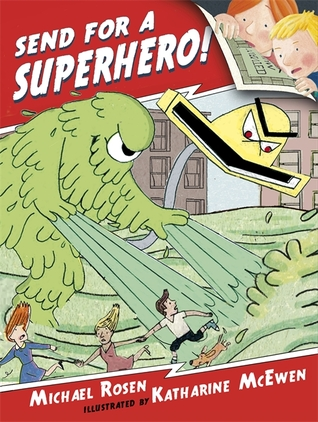 SEND FOR A
SUPERHERO!
MICHAEL ROSEN
ILLUSTRATED BY KATHARINE MCEWEN